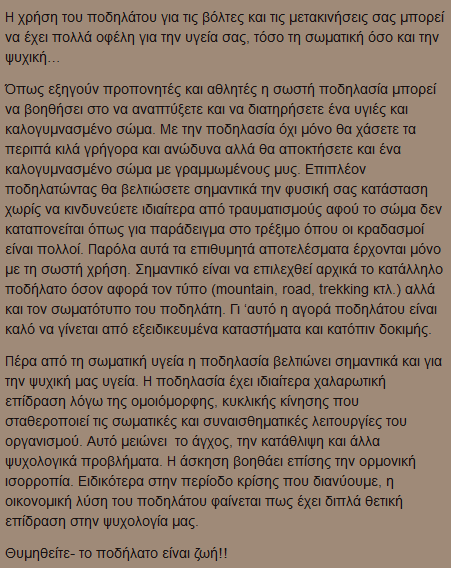 Η χρήση του ποδηλάτου για τις βόλτες και τις μετακινήσεις σας μπορεί
να έχει πολλά οφέλη για την υγεία σας, τόσο τη σωματική όσο και την
ψυχική…
Όπως εξηγούν προπονητές και αθλητές η σωστή ποδηλασία μπορεί
να βοηθήσει στο να αναπτύξετε και να διατηρήσετε ένα υγιές και
καλογυμνασμένο σώμα. Με την ποδηλασία όχι μόνο θα χάσετε τα
περιπά κιλά γρήγορα και ανώδυνα αλλά θα αποκτήσετε και ένα
καλογυμνασμένο σώμα με γραμμωμένους μυς. Επιπλέον
ποδηλατώντας θα βελτιώσετε σημαντικά την φυσική σας κατάσταση
χωρίς να κινδυνεύετε ιδιαίτερα από τραυματισμούς αφού το σώμα δεν
καταπονείται όπως για παράδειγμα στο τρέξιμο όπου οι κραδασμοί
είναι πολλοί. Παρόλα αυτά τα επιθυμητά αποτελέσματα έρχονται μόνο
με τη σωστή χρήση. Σημαντικό είναι να επιλεχθεί αρχικά το κατάλληλο
ποδήλατο όσον αφορά τον τύπο (mountain, road, trekking κτλ.) αλλά
και τον σωματότυπο του ποδηλάτη. Γι ‘αυτό η αγορά ποδηλάτου είναι
καλό να γίνεται από εξειδικευμένα καταστήματα και κατόπιν δοκιμής.
Πέρα από τη σωματική υγεία η ποδηλασία βελτιώνει σημαντικά και για
την ψυχική μας υγεία. Η ποδηλασία έχει ιδιαίτερα χαλαρωτική
επίδραση λόγω της ομοιόμορφης, κυκλικής κίνησης που
σταθεροποιεί τις σωματικές και συναισθηματικές λειτουργίες του
οργανισμού. Αυτό μειώνει  το άγχος, την κατάθλιψη και άλλα
ψυχολογικά προβλήματα. Η άσκηση βοηθάει επίσης την ορμονική
ισορροπία. Ειδικότερα στην περίοδο κρίσης που διανύουμε, η
οικονομική λύση του ποδηλάτου φαίνεται πως έχει διπλά θετική
επίδραση στην ψυχολογία μας.
Θυμηθείτε- το ποδήλατο είναι ζωή!!